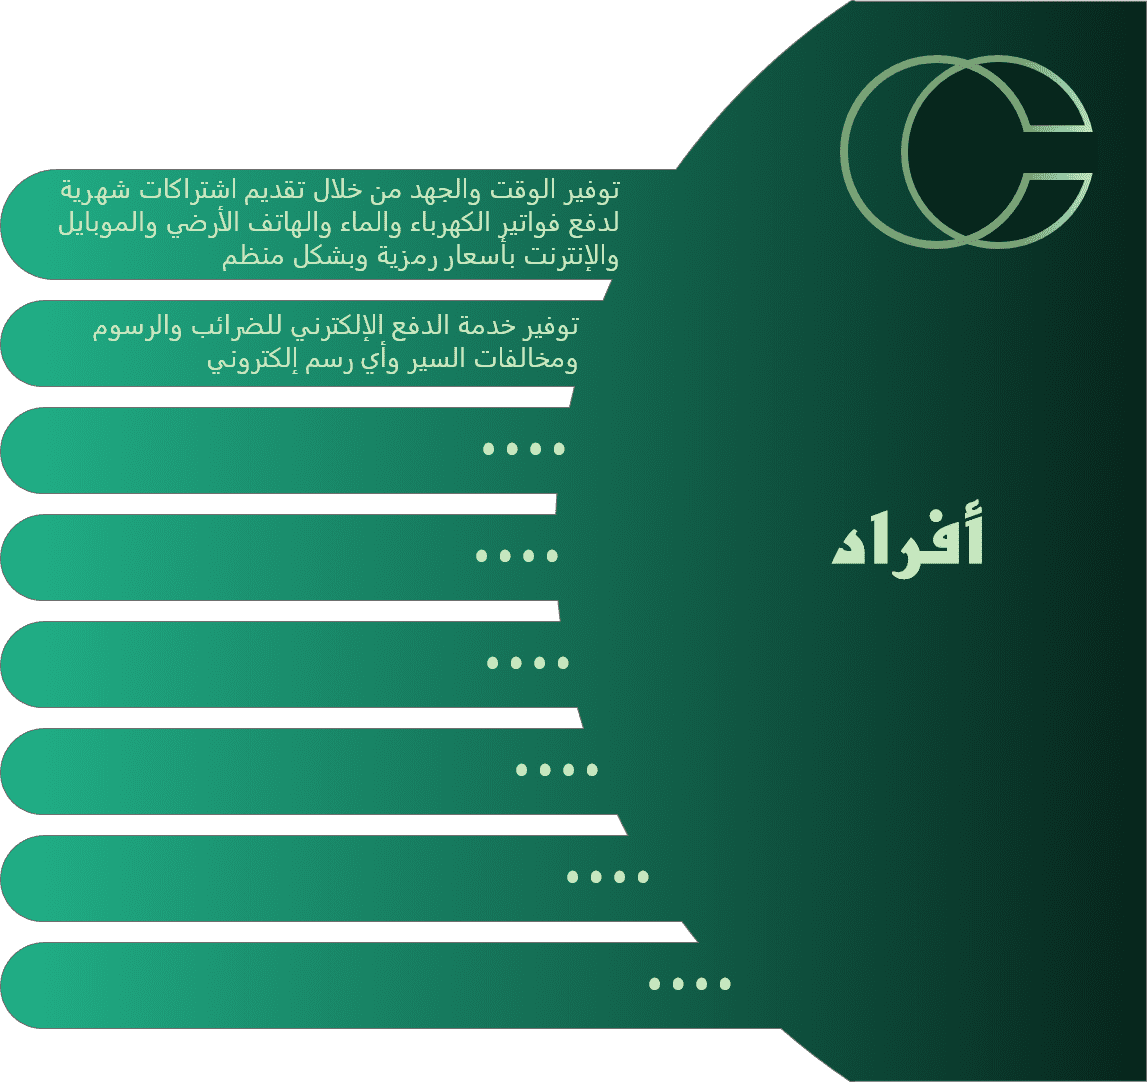 توفير الوقت والجهد من خلال تقديم اشتراكات شهرية
لدفع فواتير الكهرباء والماء والهاتف الأرضي والموبايل
والإنترنت بأسعار رمزية وبشكل منظم
توفير خدمة الدفع الإلكترني للضرائب والرسوم
ومخالفات السير وأي رسم إلكتروني
....
....
أفراد
....
....
....
....